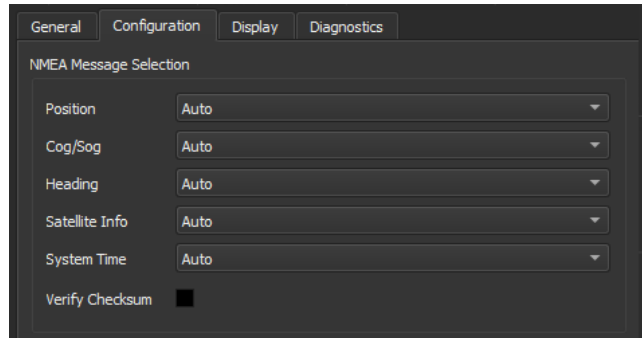 General Configuration Display Diagnostics
NMEA Message Selection
Position Auto
Cog/Sog Auto
Heading Auto
Satellite Info Auto
System Time Auto
Verify Checksum